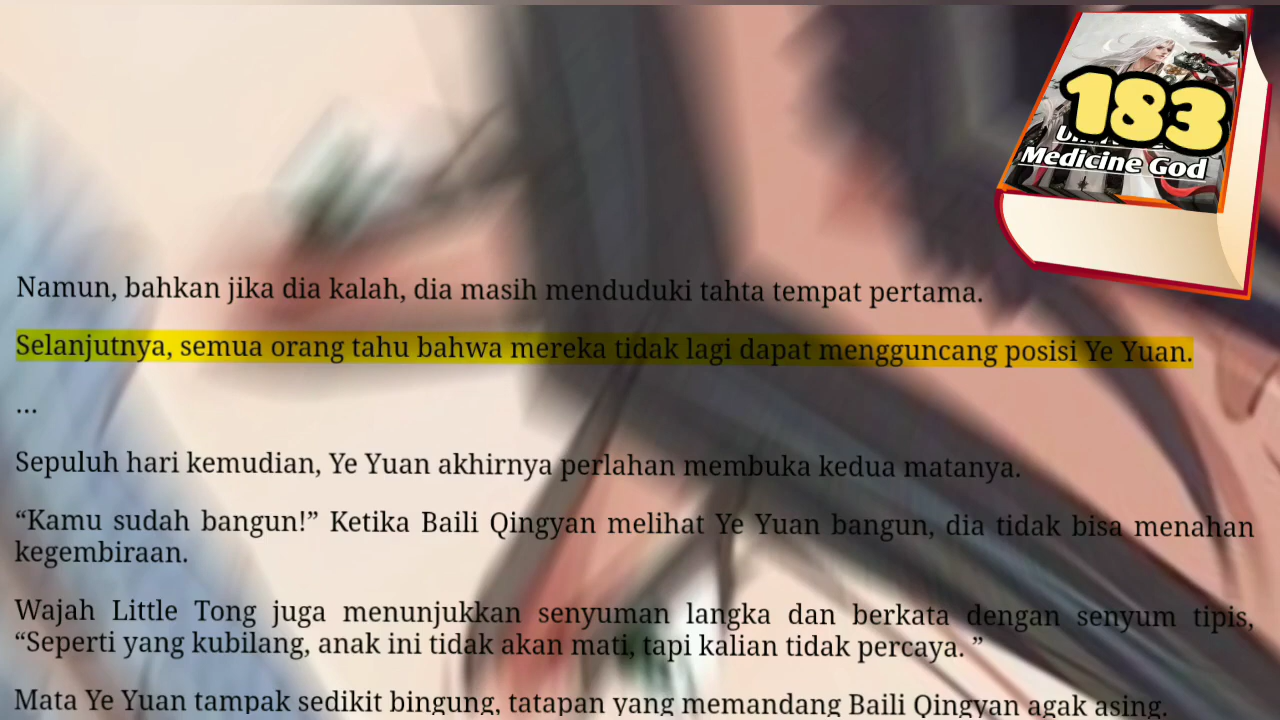 183
Medicine God
Namun, bahkan jika dia kalah, dia masih menduduki tahta tempat pertama.
Selanjutnya, semua orang tahu bahwa mereka tidak lagi dapat mengguncang posisi Ye Yuan.
...
Sepuluh hari kemudian, Ye Yuan akhirnya perlahan membuka kedua matanya.
“Kamu sudah bangun!” Ketika Baili Qingyan melihat Ye Yuan bangun, dia tidak bisa menahan
kegembiraan.
Wajah Little Tong juga menunjukkan senyuman langka dan berkata dengan senyum tipis,
“Seperti yang kubilang, anak ini tidak akan mati, tapi kalian tidak percaya. ”
Mata Ye Yuan tampak sedikit bingung, tatapan yang memandang Baili Qingyan agak asing.